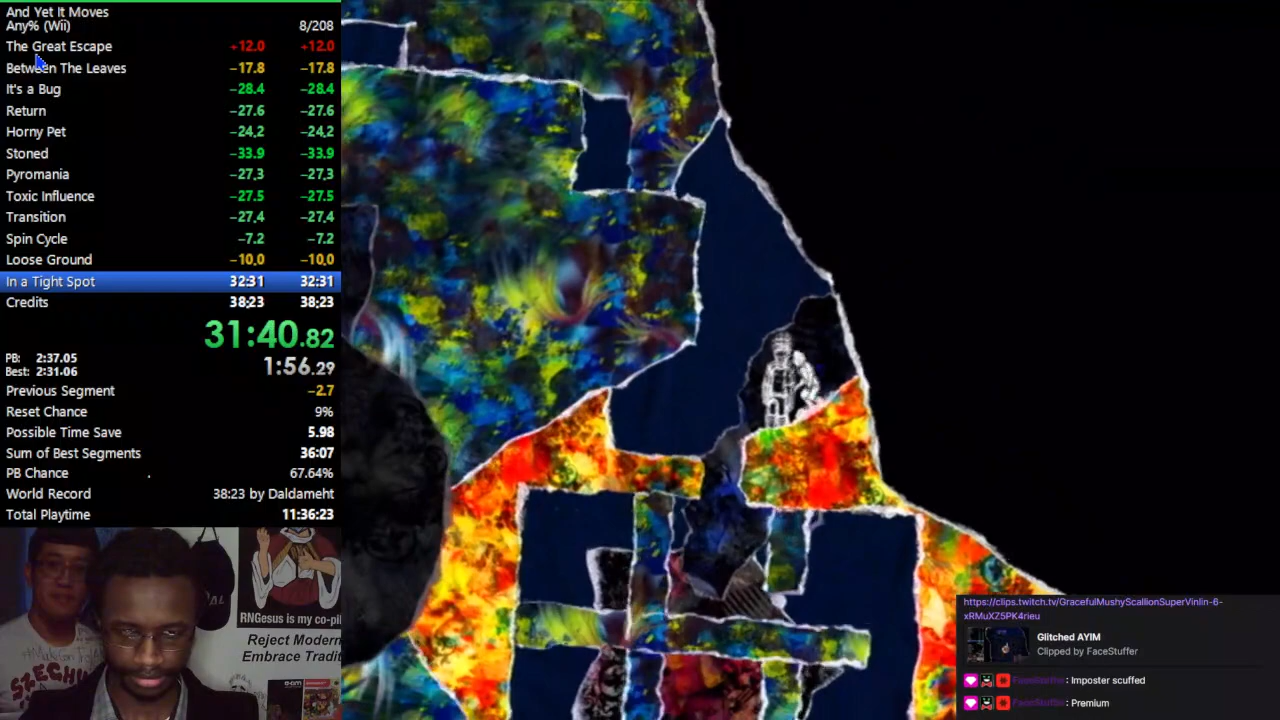 And Yet It Moves
Any% (Wii) 8/208
The Great Escape +12.0 +12.0
Between The Leaves −17.8 −17.8
It's a Bug −28.4 −28.4
Return −27.6 −27.6
Horny Pet −24.2 −24.2
Stoned −33.9 −33.9
Pyromania −27.3 −27.3
Toxic Influence −27.5 −27.5
Transition −27.4 −27.4
Spin Cycle −7.2 −7.2
Loose Ground −10.0 −10.0
In a Tight Spot 32:31 32:31
Credits 38:23 38:23
31:40.82
PB: 2:37.05
Best: 2:31.06
1:56.29
Previous Segment −2.7
Reset Chance 9%
Possible Time Save 5.98
Sum of Best Segments 36:07
PB Chance 67.64%
World Record 38:23 by Daldameht
Total Playtime 11:36:23
RNGesus is my co-pil
Reject Modern
Embrace Tradit
https://clips.twitch.tv/GracefulMushyScallionSuperVinlin-6-
xRMuXZ5PK4rieu
Glitched AYIM
Clipped by FaceStuffer
FaceStuffer: Imposter scuffed
FaceStuffer: Premium